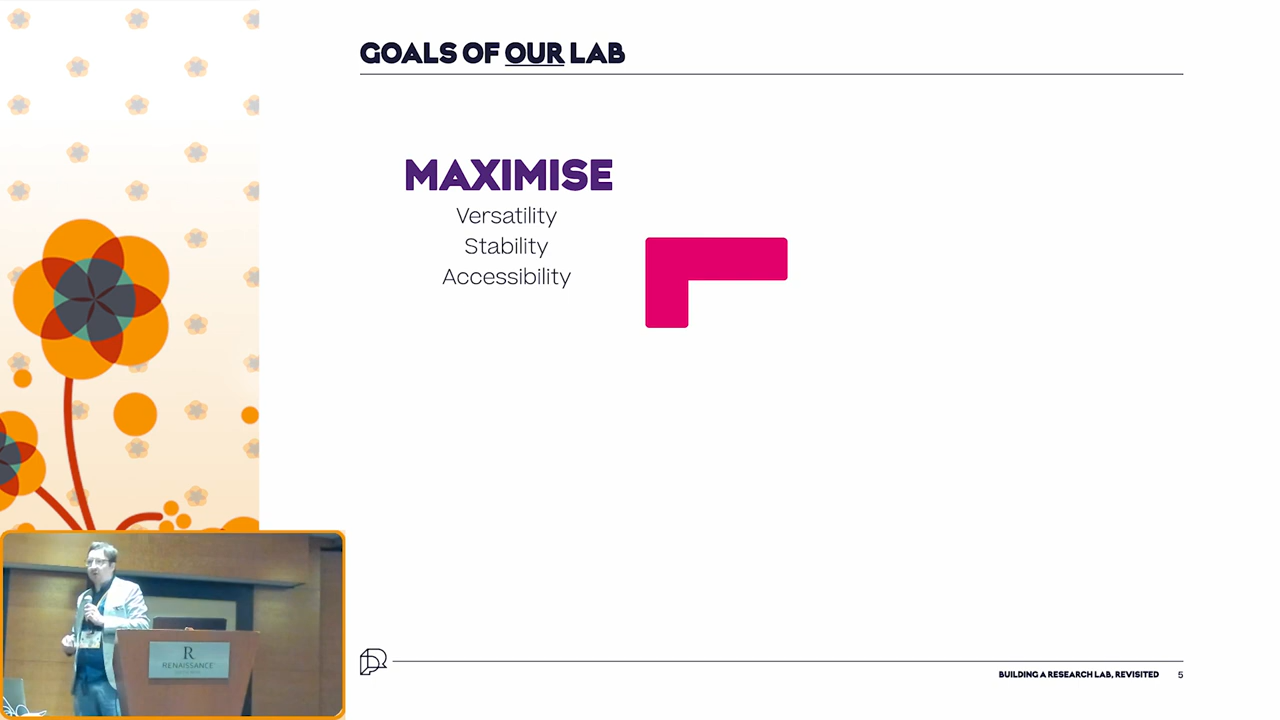 GOALS OF OUR LAB
MAXIMISE
Versatility
Stability
Accessibility
BUILDING A RESEARCH LAB, REVISITED 5
R
RENAISSANCE